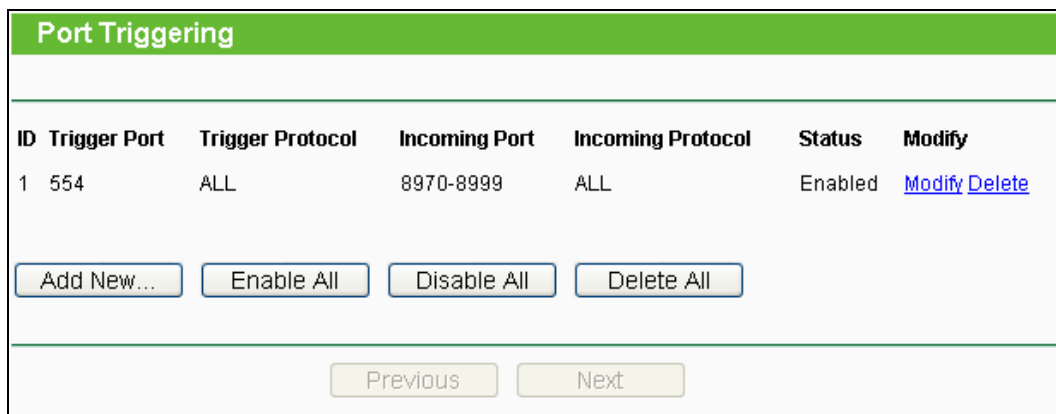 Port Triggering
ID Trigger Port Trigger Protocol Incoming Port Incoming Protocol Status Modify
1 554 ALL 8970-8999 ALL Enabled Modify Delete
Add New... Enable All Disable All Delete All
Previous Next